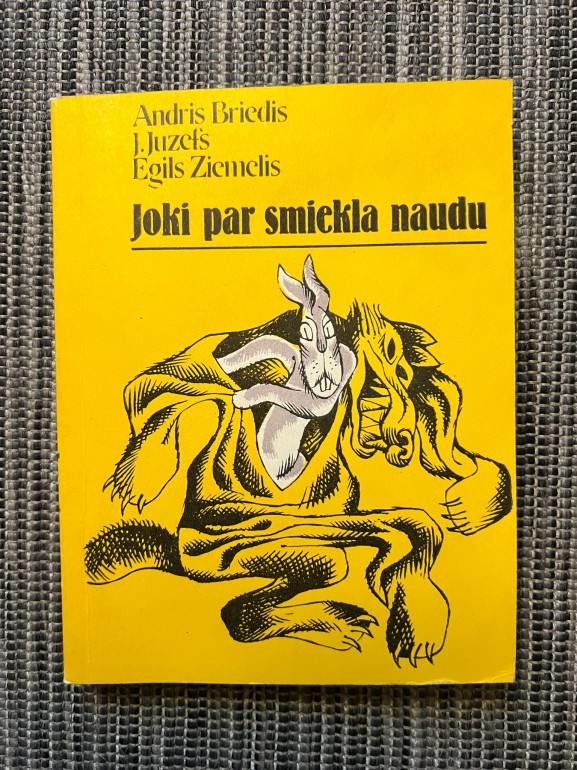 Andris Briedis
J.Juzefs
Egils Ziemelis
Joki par smiekla naudu